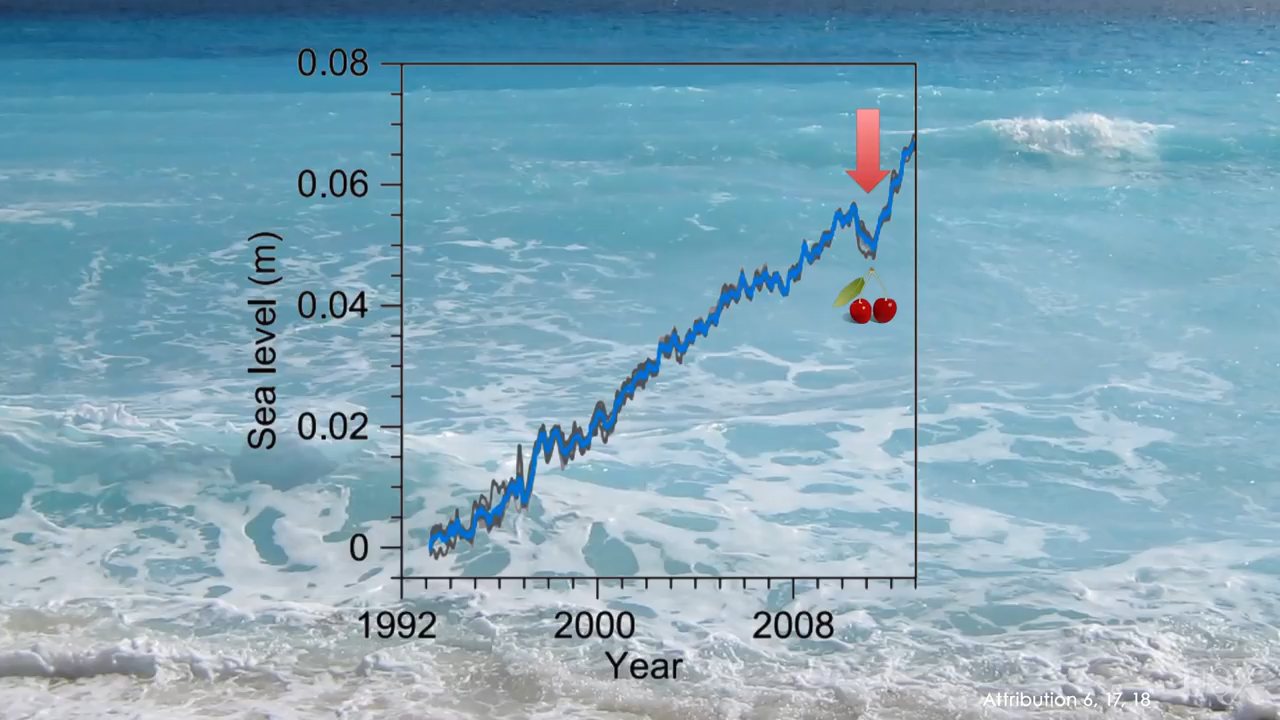 0.08
0.06
0.04
0.02
0
Sea level (m)
1992 2000 2008
Year
Attribution 6, 17, 18